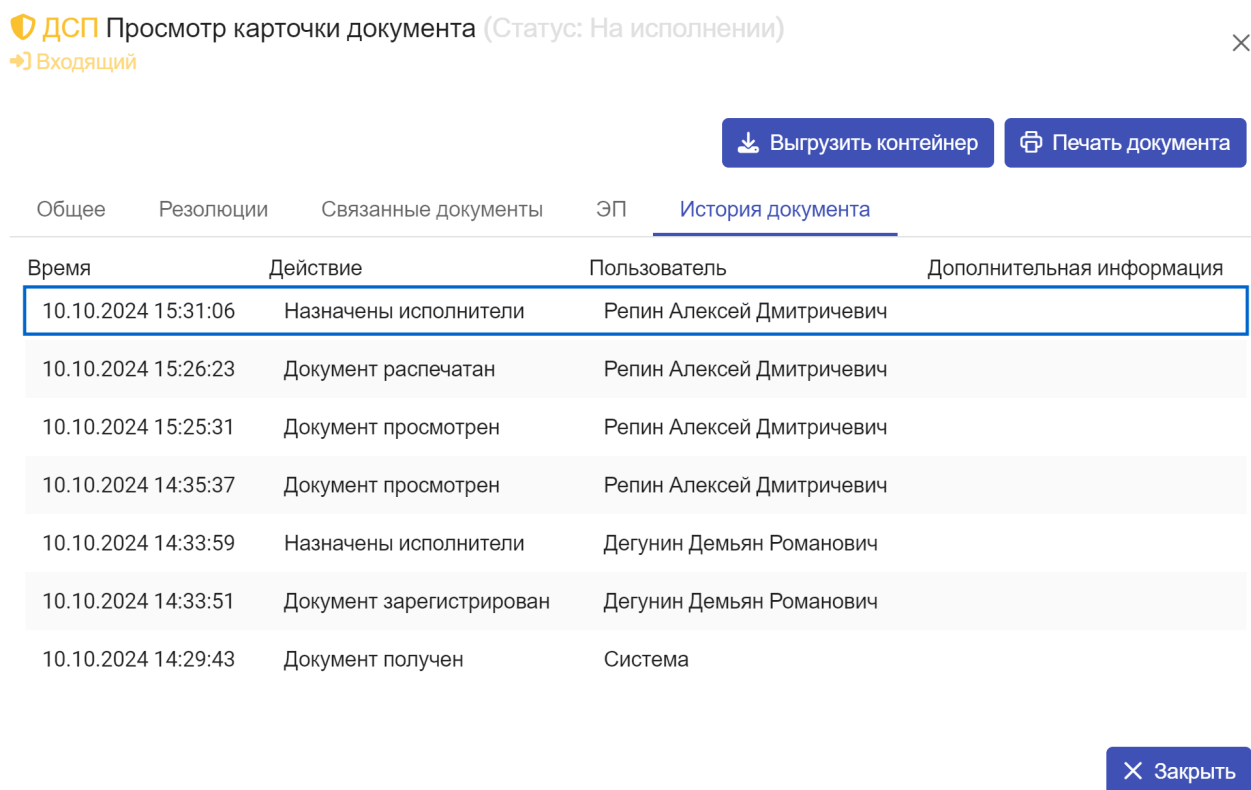 ДСП Просмотр карточки документа (Статус: На исполнении)
Входящий
Выгрузить контейнер Печать документа
Общее Резолюции Связанные документы ЭП История документа
Время Действие Пользователь Дополнительная информация
10.10.2024 15:31:06 Назначены исполнители Репин Алексей Дмитричевич
10.10.2024 15:26:23 Документ распечатан Репин Алексей Дмитричевич
10.10.2024 15:25:31 Документ просмотрен Репин Алексей Дмитричевич
10.10.2024 14:35:37 Документ просмотрен Репин Алексей Дмитричевич
10.10.2024 14:33:59 Назначены исполнители Дегунин Демьян Романович
10.10.2024 14:33:51 Документ зарегистрирован Дегунин Демьян Романович
10.10.2024 14:29:43 Документ получен Система
Закрыть